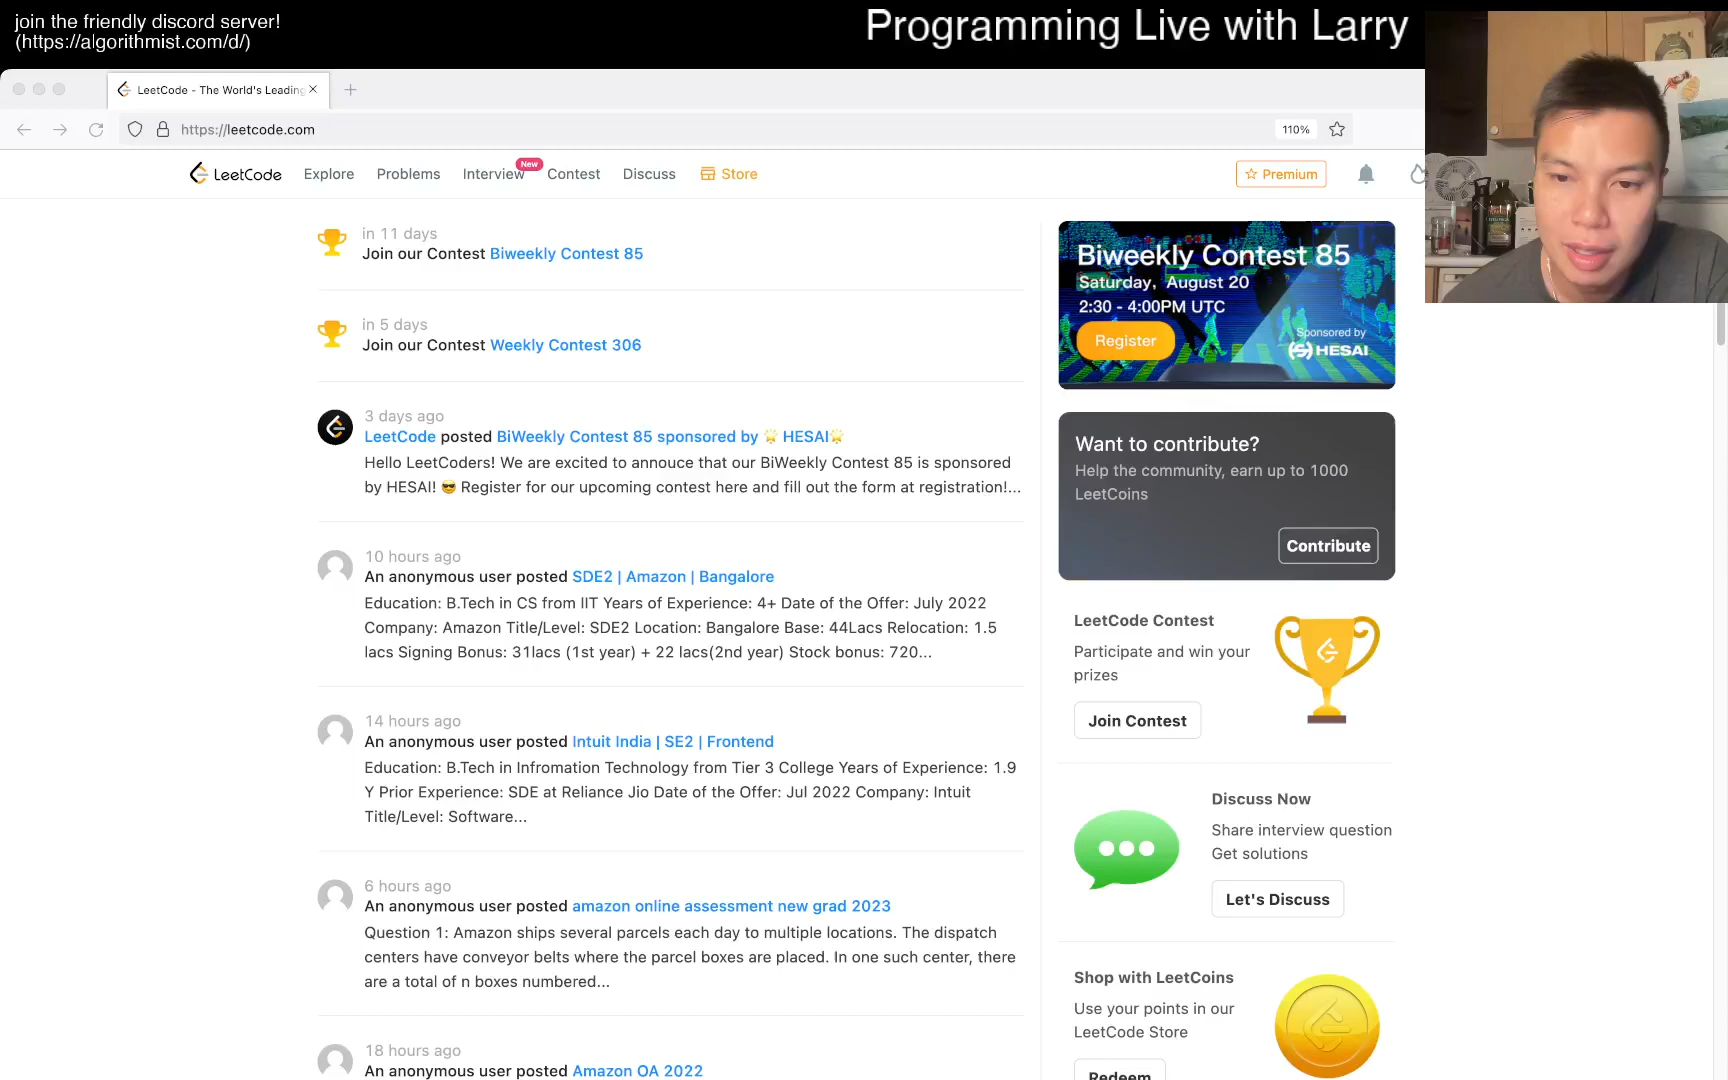 join the friendly discord server!
(https://algorithmist.com/d/)
Programming Live with Larry
LeetCode - The World's Leading
https://leetcode.com
110%
LeetCode
Explore
Problems
Interview
New
Contest
Discuss
Store
Premium
in 11 days
Join our Contest Biweekly Contest 85
in 5 days
Join our Contest Weekly Contest 306
3 days ago
LeetCode posted BiWeekly Contest 85 sponsored by 🌟 HESAI🌟
Hello LeetCoders! We are excited to annouce that our BiWeekly Contest 85 is sponsored
by HESAI! 😎 Register for our upcoming contest here and fill out the form at registration!...
10 hours ago
An anonymous user posted SDE2 | Amazon | Bangalore
Education: B.Tech in CS from IIT Years of Experience: 4+ Date of the Offer: July 2022
Company: Amazon Title/Level: SDE2 Location: Bangalore Base: 44Lacs Relocation: 1.5
lacs Signing Bonus: 31lacs (1st year) + 22 lacs(2nd year) Stock bonus: 720...
14 hours ago
An anonymous user posted Intuit India | SE2 | Frontend
Education: B.Tech in Infromation Technology from Tier 3 College Years of Experience: 1.9
Y Prior Experience: SDE at Reliance Jio Date of the Offer: Jul 2022 Company: Intuit
Title/Level: Software...
6 hours ago
An anonymous user posted amazon online assessment new grad 2023
Question 1: Amazon ships several parcels each day to multiple locations. The dispatch
centers have conveyor belts where the parcel boxes are placed. In one such center, there
are a total of n boxes numbered...
18 hours ago
An anonymous user posted Amazon OA 2022
Biweekly Contest 85
Saturday, August 20
2:30 - 4:00PM UTC
Register
Sponsored by
HESAI
Want to contribute?
Help the community, earn up to 1000
LeetCoins
Contribute
LeetCode Contest
Participate and win your
prizes
Join Contest
Discuss Now
Share interview question
Get solutions
Let's Discuss
Shop with LeetCoins
Use your points in our
LeetCode Store
Redeem